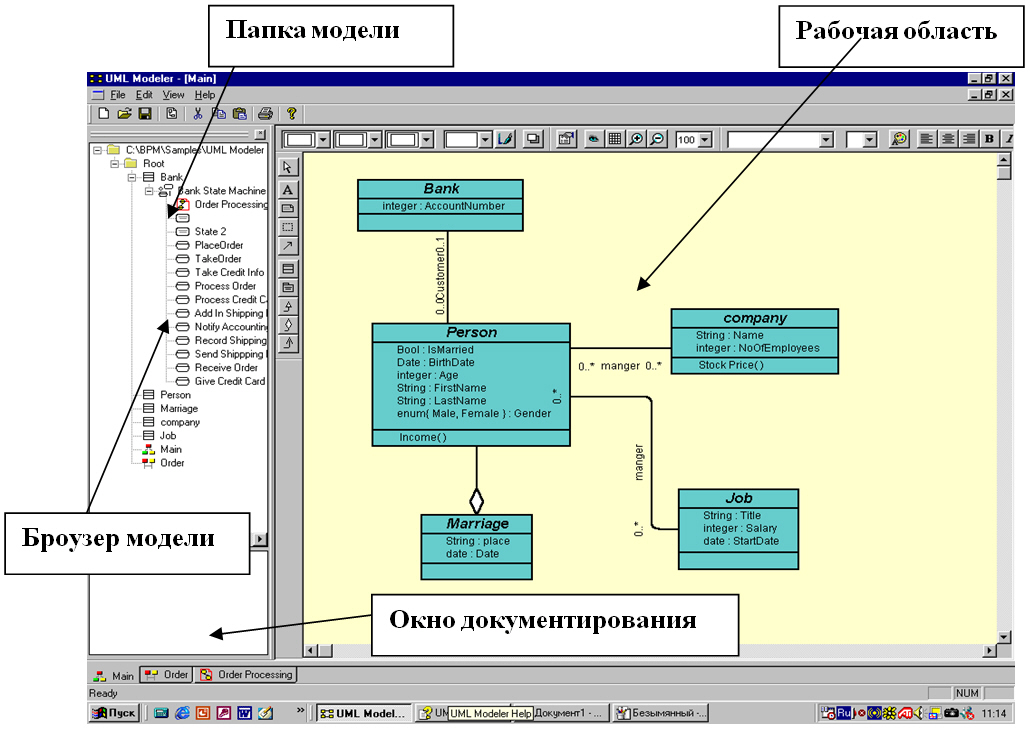 Папка модели
Рабочая область
UML Modeler - [Main]
File Edit View Help
100
B I
C:\BPM\Samples\UML Modeler
Root
Bank
Bank State Machine
Order Processing
State 2
PlaceOrder
TakeOrder
Take Credit Info
Process Order
Process Credit C
Add In Shipping
Notify Accounting
Record Shipping
Send Shippping
Receive Order
Give Credit Card
Person
Marriage
company
Job
Main
Order
A
Bank
integer : AccountNumber
0..0Customer0..1
Person
Bool : IsMarried
Date : BirthDate
integer : Age
String : FirstName
String : LastName
enum{ Male, Female } : Gender
Income()
0..* manger 0..*
company
String : Name
integer : NoOfEmployees
Stock Price()
0..*
manger
0..*
Marriage
String : place
date : Date
Job
String : Title
integer : Salary
date : StartDate
Броузер модели
Окно документирования
Main Order Order Processing
Ready
NUM
Пуск
» UML Model... UM UML Modeler Help Документ1 - ... Безымянный -...
Ru
11:14